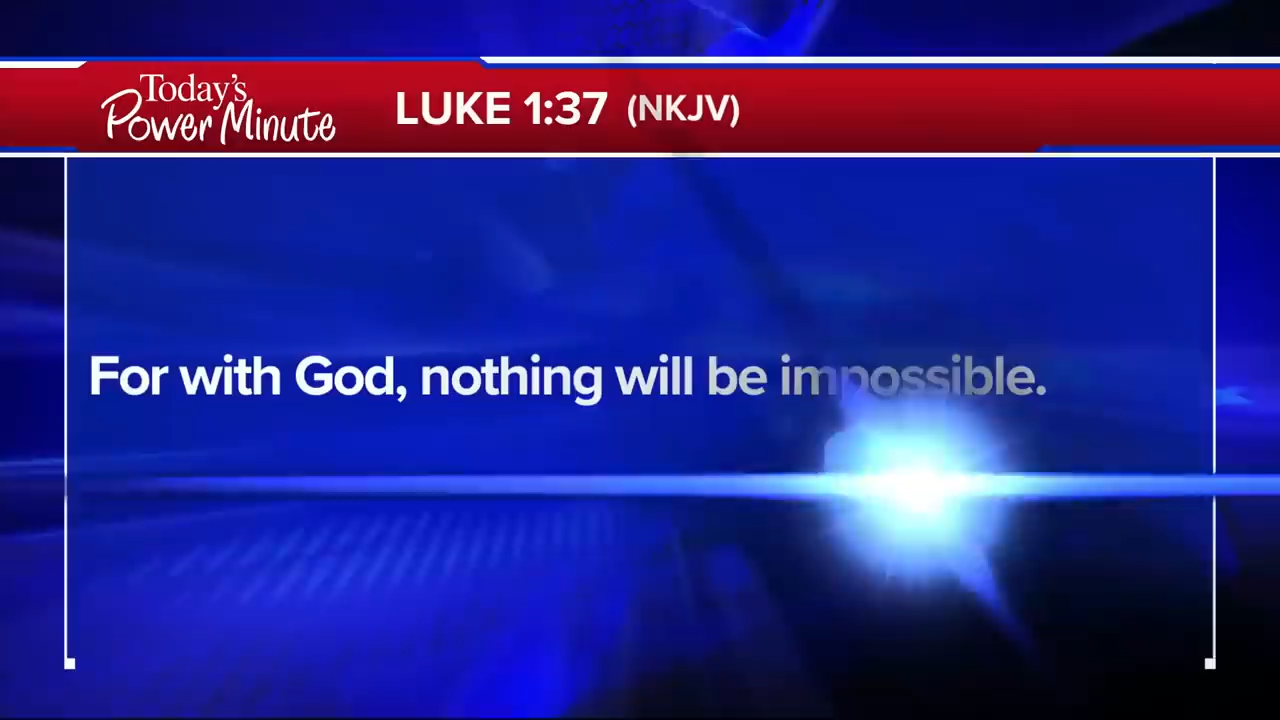 Today's
Power Minute
LUKE 1:37 (NKJV)
For with God, nothing will be impossible.